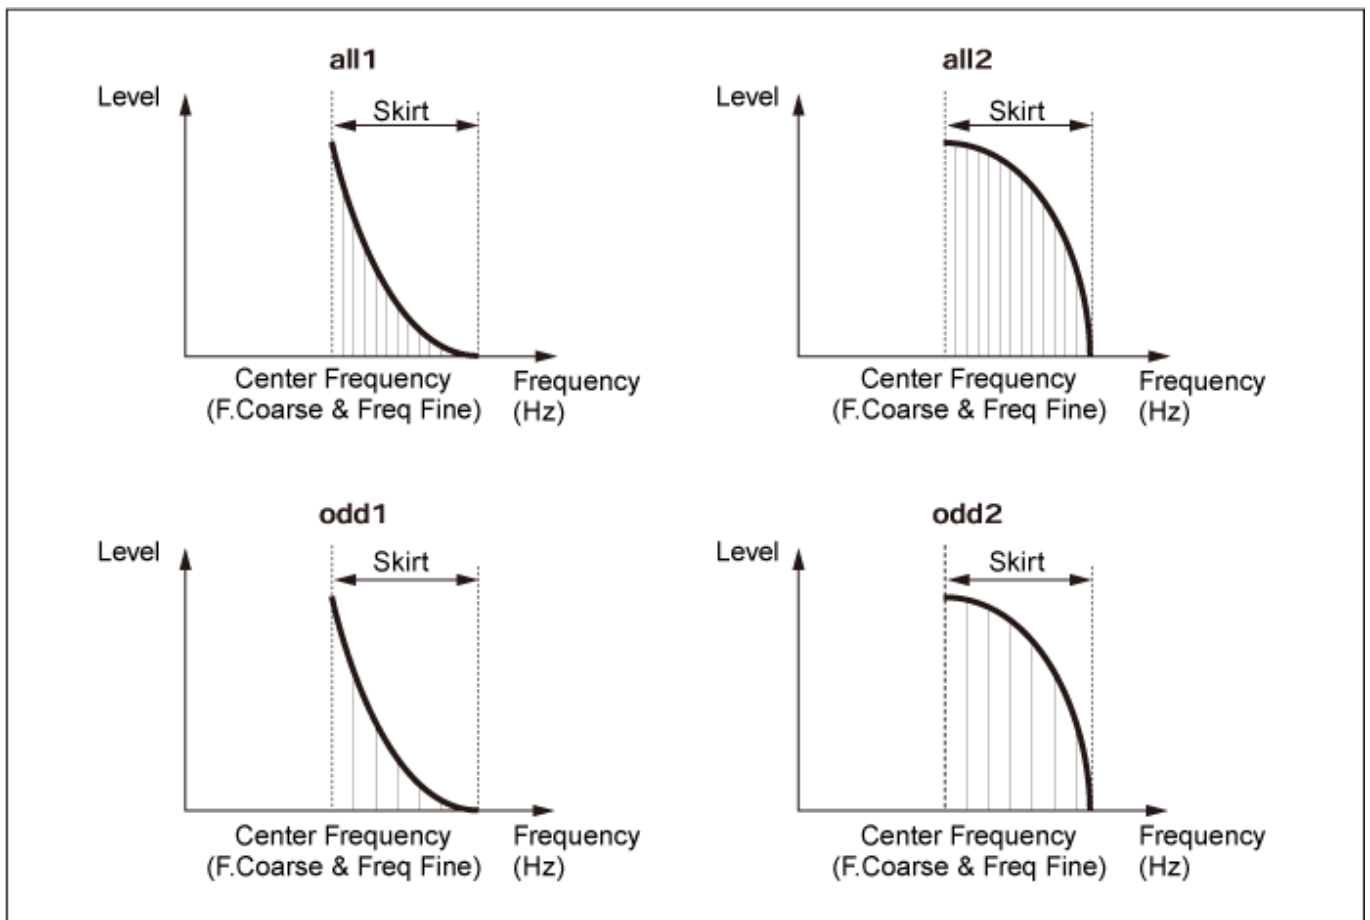 all1
Level
Skirt
Center Frequency
(F.Coarse & Freq Fine)
Frequency
(Hz)
all2
Level
Skirt
Center Frequency
(F.Coarse & Freq Fine)
Frequency
(Hz)
odd1
Level
Skirt
Center Frequency
(F.Coarse & Freq Fine)
Frequency
(Hz)
odd2
Level
Skirt
Center Frequency
(F.Coarse & Freq Fine)
Frequency
(Hz)